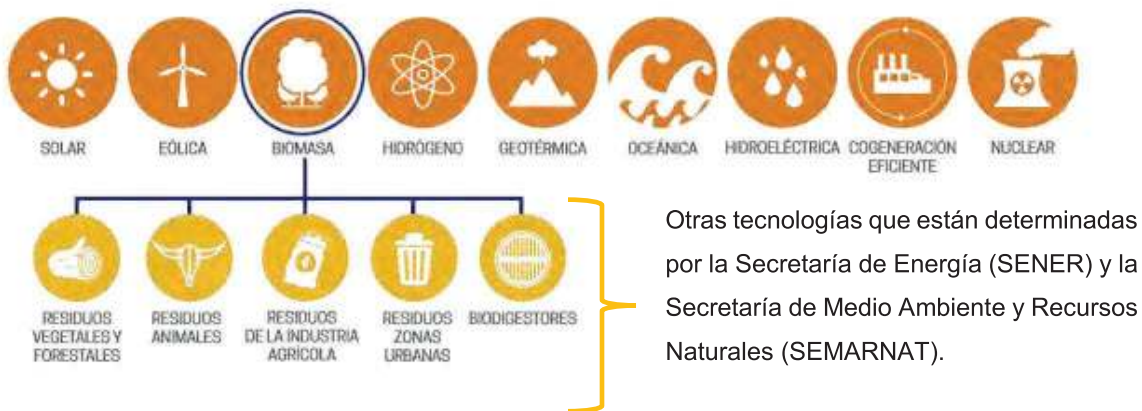 SOLAR
EÓLICA
BIOMASA
HIDRÓGENO
GEOTÉRMICA
OCEÁNICA
HIDROELÉCTRICA
COGENERACIÓN
EFICIENTE
NUCLEAR
RESIDUOS
VEGETALES Y
FORESTALES
RESIDUOS
ANIMALES
RESIDUOS
DE LA INDUSTRIA
AGRÍCOLA
RESIDUOS
ZONAS
URBANAS
BIODIGESTORES
Otras tecnologías que están determinadas
por la Secretaría de Energía (SENER) y la
Secretaría de Medio Ambiente y Recursos
Naturales (SEMARNAT).